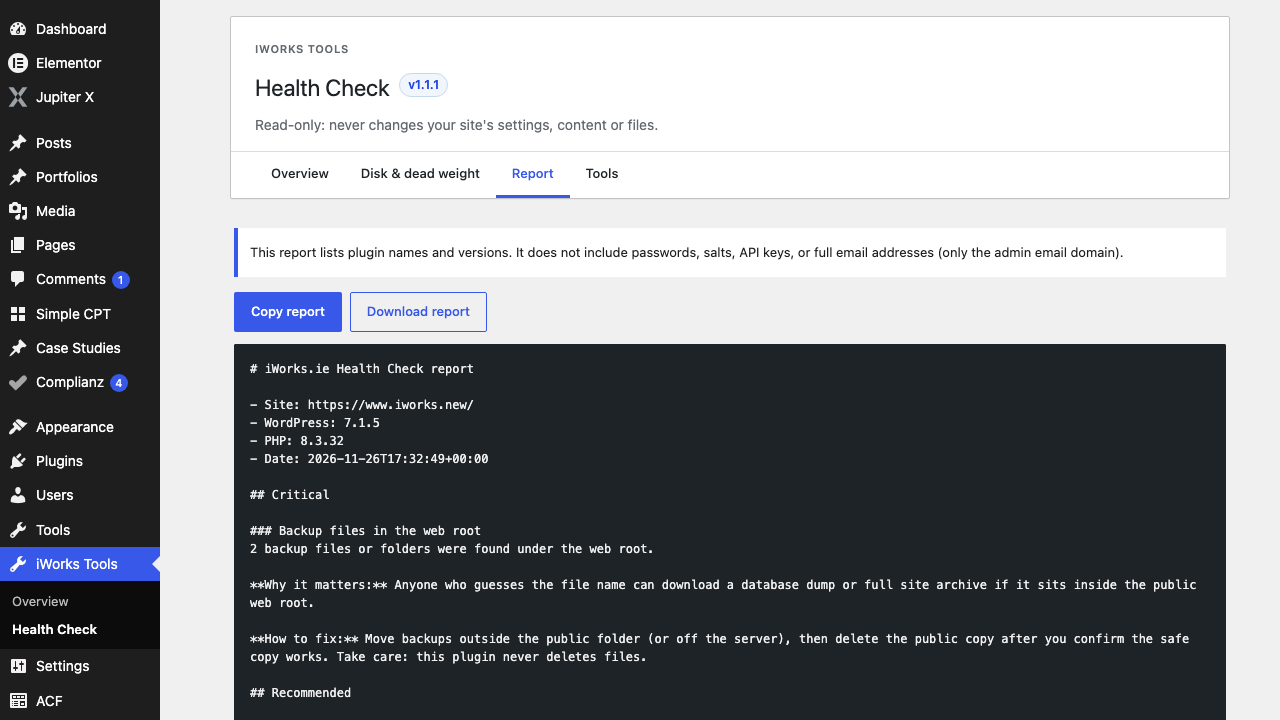 Dashboard
Elementor
Jupiter X
Posts
Portfolios
Media
Pages
Comments 1
Simple CPT
Case Studies
Complianz 4
Appearance
Plugins
Users
Tools
iWorks Tools
Overview
Health Check
Settings
ACF
IWORKS TOOLS
Health Check v1.1.1
Read-only: never changes your site's settings, content or files.
Overview Disk & dead weight Report Tools
This report lists plugin names and versions. It does not include passwords, salts, API keys, or full email addresses (only the admin email domain).
Copy report Download report
# iWorks.ie Health Check report
- Site: https://www.iworks.new/
- WordPress: 7.1.5
- PHP: 8.3.32
- Date: 2026-11-26T17:32:49+00:00
## Critical
### Backup files in the web root
2 backup files or folders were found under the web root.
**Why it matters:** Anyone who guesses the file name can download a database dump or full site archive if it sits inside the public
web root.
**How to fix:** Move backups outside the public folder (or off the server), then delete the public copy after you confirm the safe
copy works. Take care: this plugin never deletes files.
## Recommended